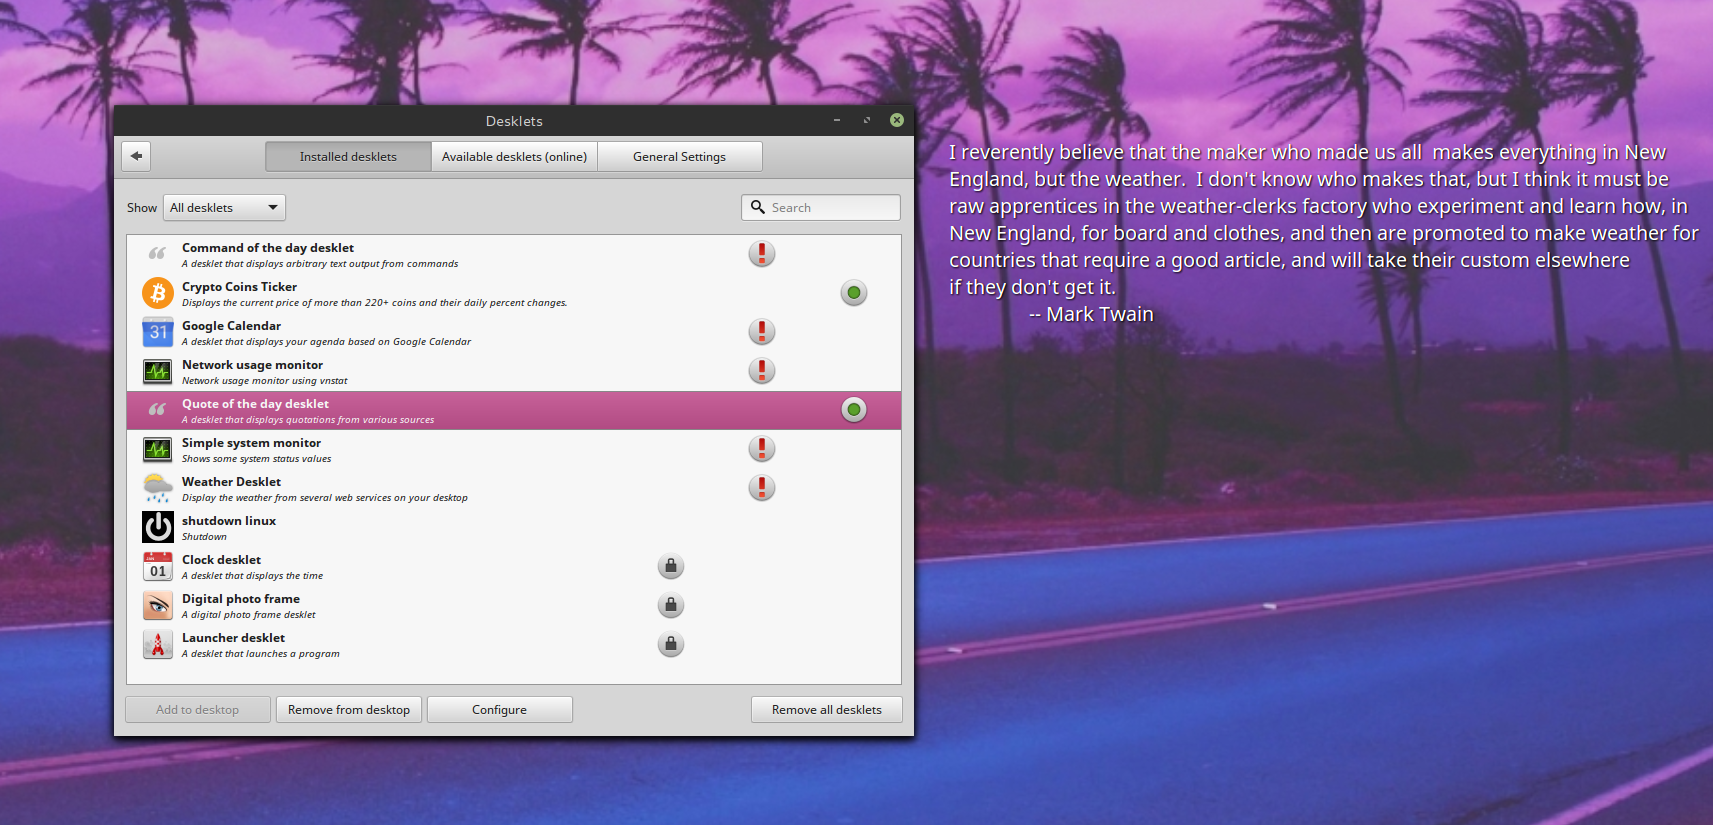 Desklets
Installed desklets
Available desklets (online)
General Settings
Show
All desklets
Search
Command of the day desklet
A desklet that displays arbitrary text output from commands
Crypto Coins Ticker
Displays the current price of more than 220+ coins and their daily percent changes.
31
Google Calendar
A desklet that displays your agenda based on Google Calendar
Network usage monitor
Network usage monitor using vnstat
Quote of the day desklet
A desklet that displays quotations from various sources
Simple system monitor
Shows some system status values
Weather Desklet
Display the weather from several web services on your desktop
shutdown linux
Shutdown
01
Clock desklet
A desklet that displays the time
Digital photo frame
A digital photo frame desklet
Launcher desklet
A desklet that launches a program
Add to desktop
Remove from desktop
Configure
Remove all desklets
I reverently believe that the maker who made us all  makes everything in New
England, but the weather.  I don't know who makes that, but I think it must be
raw apprentices in the weather-clerks factory who experiment and learn how, in
New England, for board and clothes, and then are promoted to make weather for
countries that require a good article, and will take their custom elsewhere
if they don't get it.
-- Mark Twain